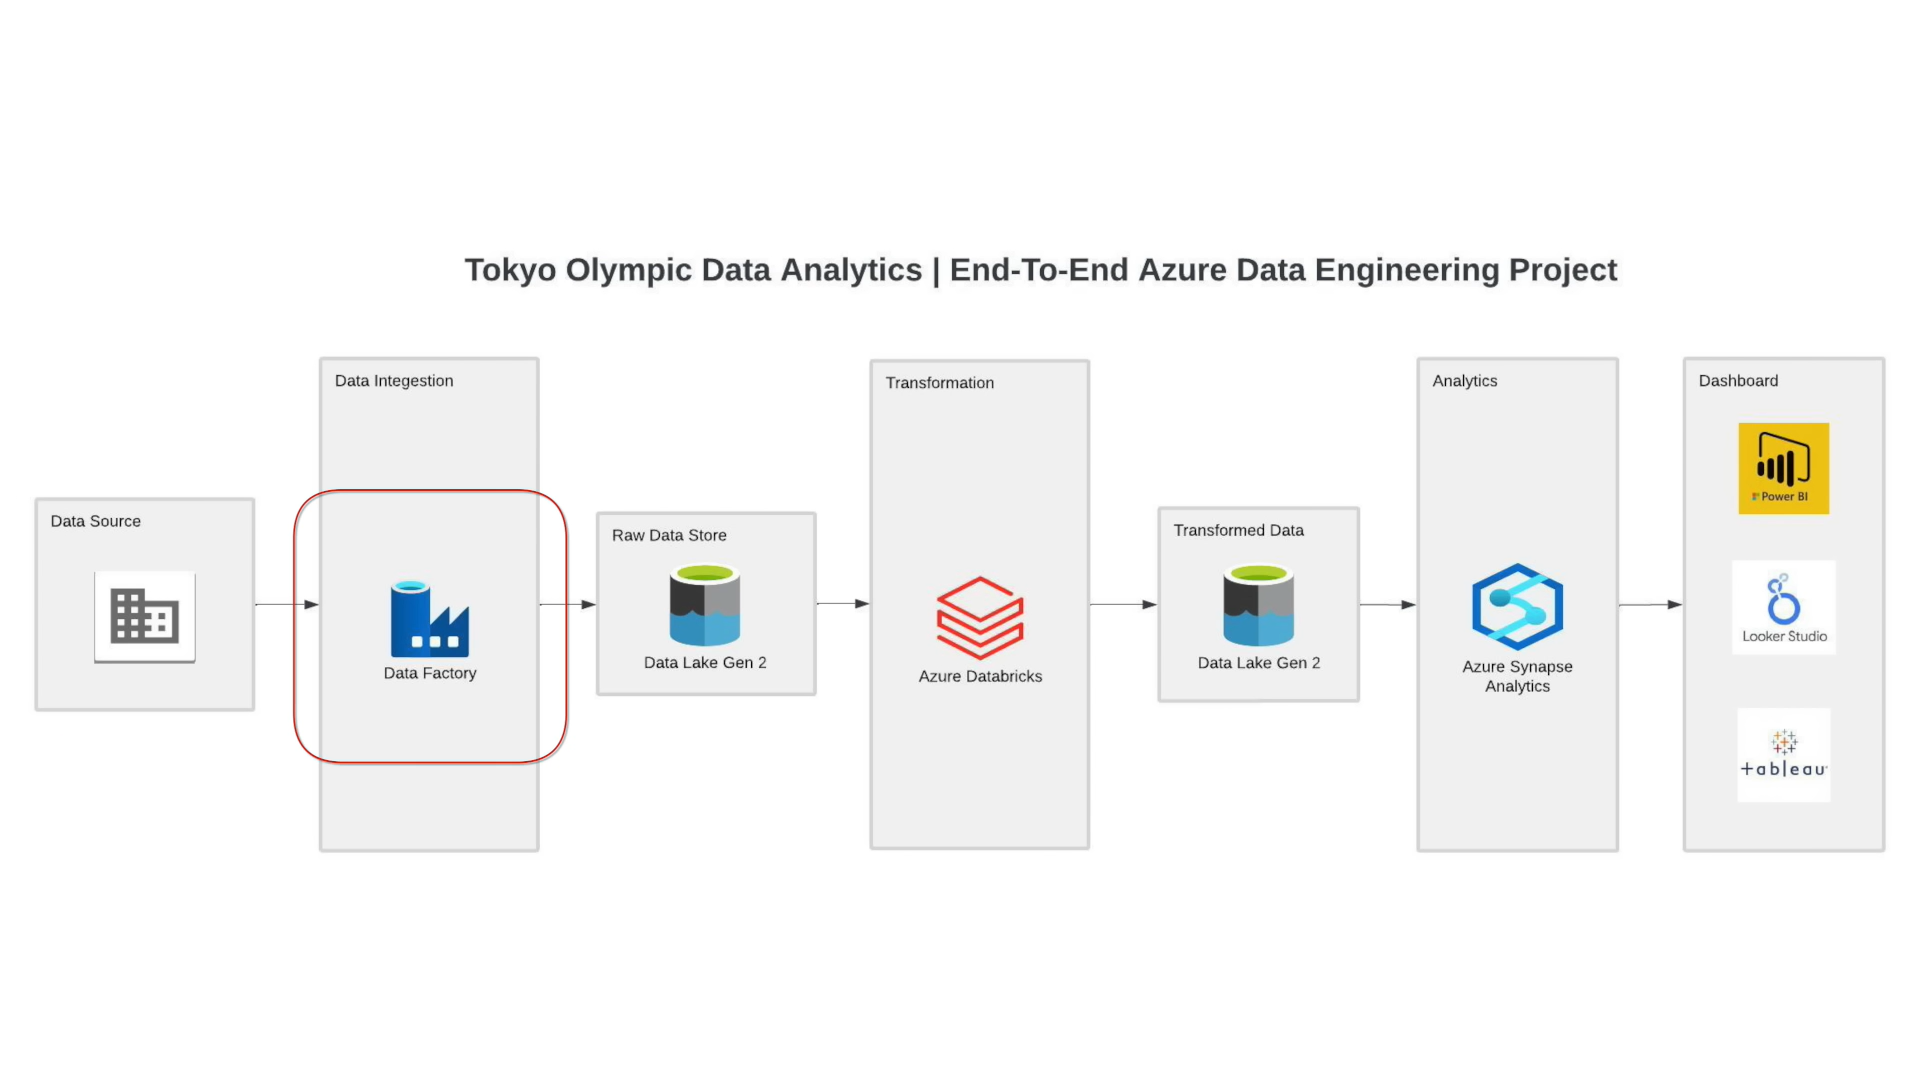 Tokyo Olympic Data Analytics | End-To-End Azure Data Engineering Project
Data Source
Data Integestion
Data Factory
Raw Data Store
Data Lake Gen 2
Transformation
Azure Databricks
Transformed Data
Data Lake Gen 2
Analytics
Azure Synapse
Analytics
Dashboard
Power BI
Looker Studio
+ableau